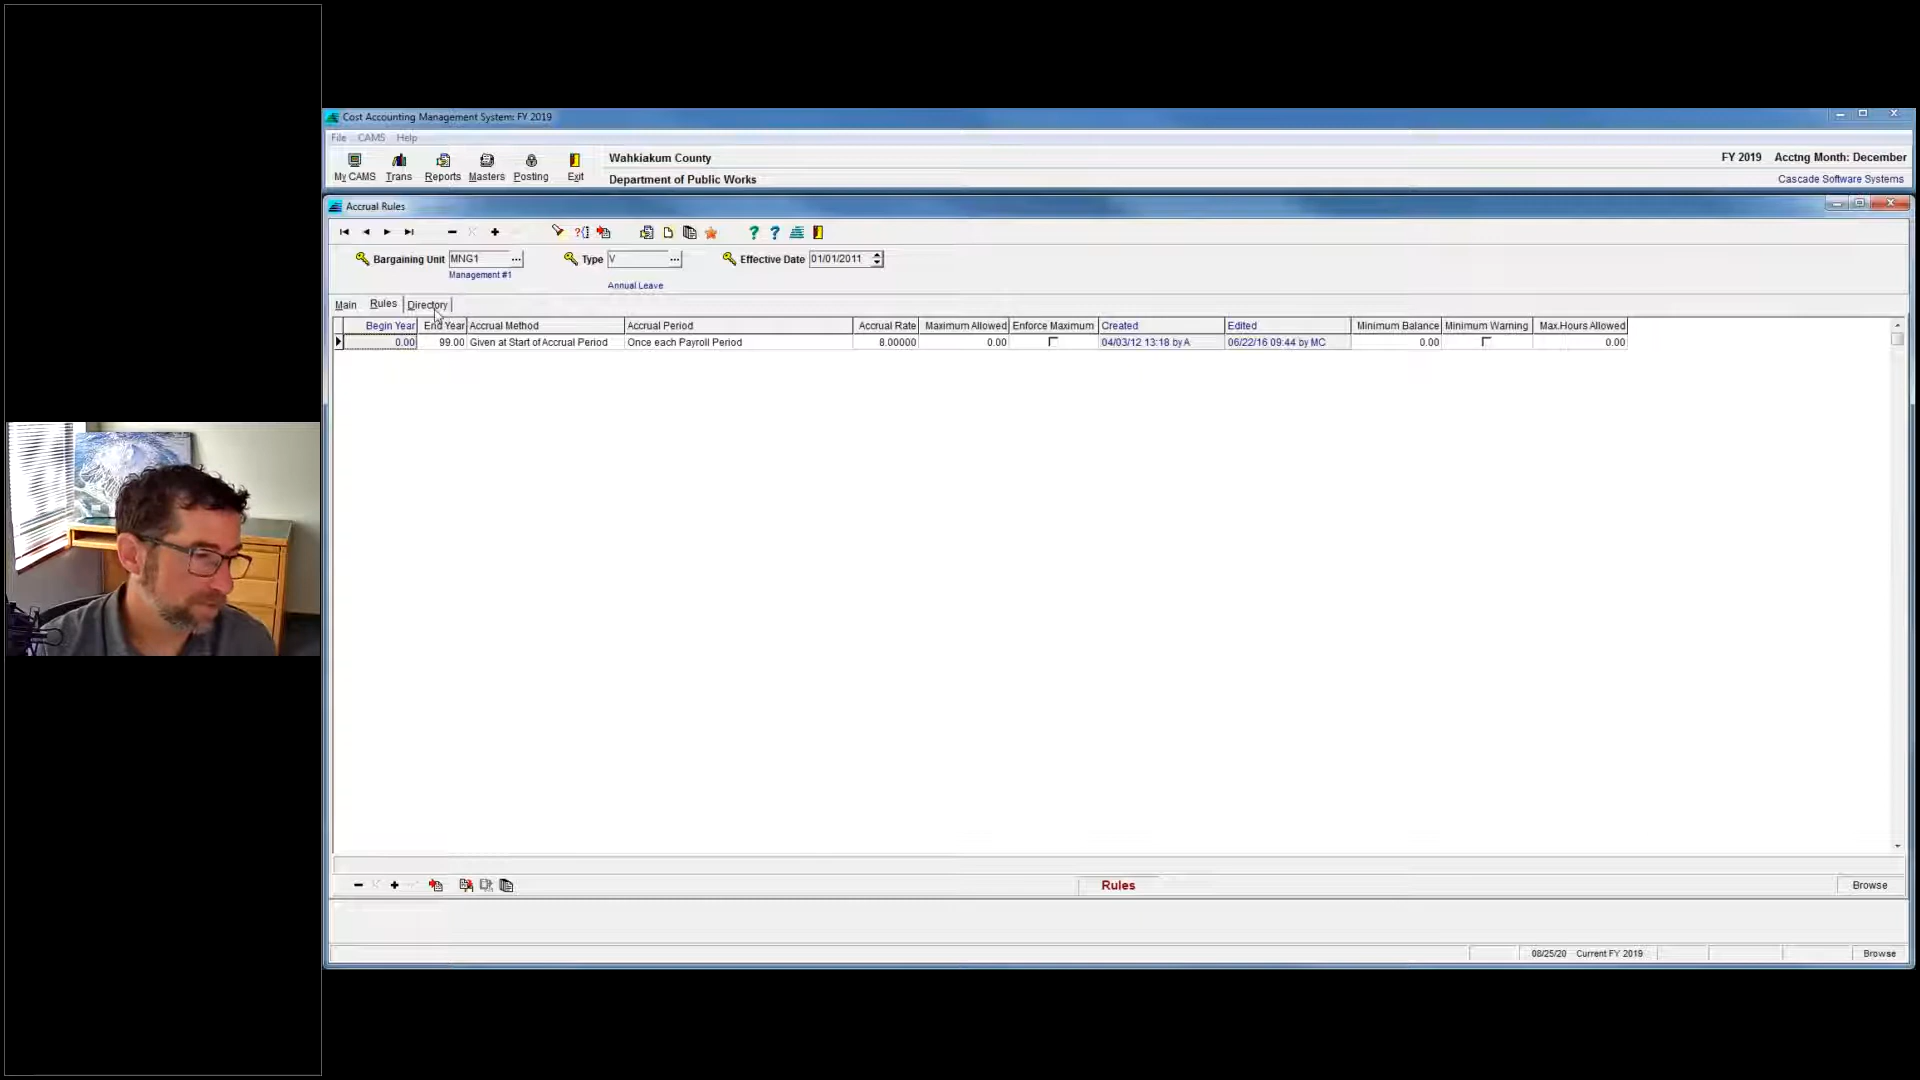 Cost Accounting Management System: FY 2019
File CAMS Help
My CAMS Trans Reports Masters Posting Exit
Wahkiakum County
Department of Public Works
FY 2019 Acctng Month: December
Cascade Software Systems
Accrual Rules
Bargaining Unit MNG1 ... Type V ... Effective Date 01/01/2011
Management #1
Annual Leave
Main Rules Directory
Begin Year End Year Accrual Method Accrual Period Accrual Rate Maximum Allowed Enforce Maximum Created Edited Minimum Balance Minimum Warning Max.Hours Allowed
0.00 99.00 Given at Start of Accrual Period Once each Payroll Period 8.00000 0.00 04/03/12 13:18 by A 06/22/16 09:44 by MC 0.00 0.00
Rules Browse
08/25/20 Current FY 2019 Browse